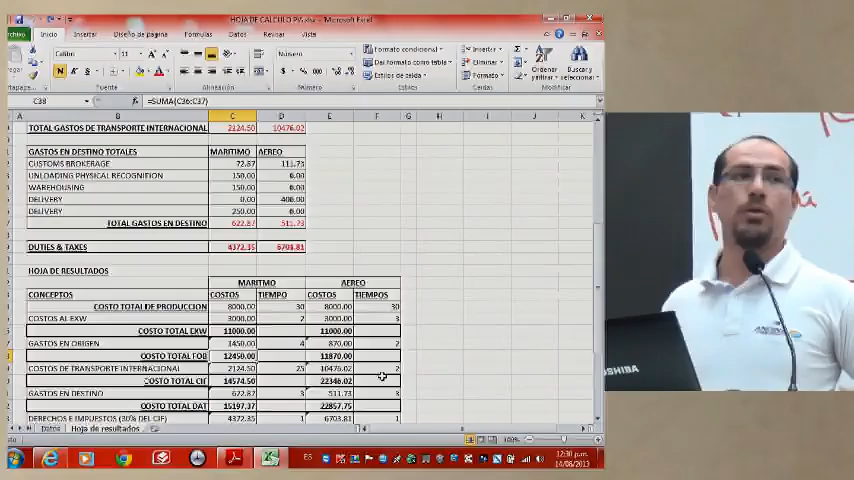 HOJA DE CALCULO PVA.xlsx - Microsoft Excel
Archivo Inicio Insertar Diseño de página Fórmulas Datos Revisar Vista
Calibri 11 Número Formato condicional Insertar
Dar formato como tabla Eliminar Ordenar Buscar y
N K S $ % 000 Estilos de celda Formato y filtrar seleccionar
Fuente Alineación Número Estilos Celdas Modificar
C38 =SUMA(C36:C37)
A B C D E F G H I J K
TOTAL GASTOS DE TRANSPORTE INTERNACIONAL 2124.50 10476.02
GASTOS EN DESTINO TOTALES MARITIMO AEREO
CUSTOMS BROKERAGE 72.87 111.73
UNLOADING PHYSICAL RECOGNITION 150.00 0.00
WAREHOUSING 150.00 0.00
DELIVERY 0.00 400.00
DELIVERY 250.00 0.00
TOTAL GASTOS EN DESTINO 622.87 511.73
DUTIES & TAXES 4372.35 6703.81
HOJA DE RESULTADOS
MARITMO AEREO
CONCEPTOS COSTOS TIEMPO COSTOS TIEMPOS
COSTO TOTAL DE PRODUCCION 8000.00 30 8000.00 30
COSTOS AL EXW 3000.00 2 3000.00 3
COSTO TOTAL EXW 11000.00 11000.00
GASTOS EN ORIGEN 1450.00 4 870.00 2
COSTO TOTAL FOB 12450.00 11870.00
COSTOS DE TRANSPORTE INTERNACIONAL 2124.50 25 10476.02 2
COSTO TOTAL CIF 14574.50 22346.02
GASTOS EN DESTINO 622.87 3 511.73 3
COSTO TOTAL DAT 15197.37 22857.75
DERECHOS E IMPUESTOS (30% DEL CIF) 4372.35 1 6703.81 1
Datos Hoja de resultados
100%
ES 12:30 p.m.
14/08/2013
TOSHIBA